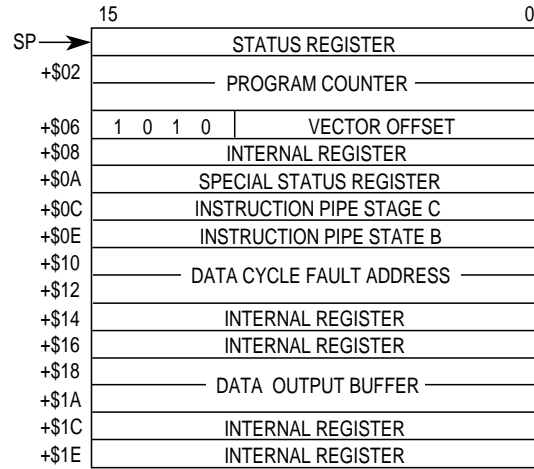 15 0
SP STATUS REGISTER
+$02 PROGRAM COUNTER
+$06 1 0 1 0 VECTOR OFFSET
+$08 INTERNAL REGISTER
+$0A SPECIAL STATUS REGISTER
+$0C INSTRUCTION PIPE STAGE C
+$0E INSTRUCTION PIPE STATE B
+$10
DATA CYCLE FAULT ADDRESS
+$12
+$14 INTERNAL REGISTER
+$16 INTERNAL REGISTER
+$18
DATA OUTPUT BUFFER
+$1A
+$1C INTERNAL REGISTER
+$1E INTERNAL REGISTER